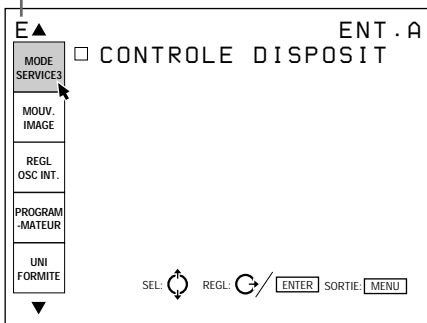 E▲ ENT.A
MODE
SERVICE3
□ CONTROLE DISPOSIT
MOUV.
IMAGE
REGL
OSC INT.
PROGRAM
-MATEUR
UNI
FORMITE
▼
SEL: REGL: / ENTER SORTIE: MENU